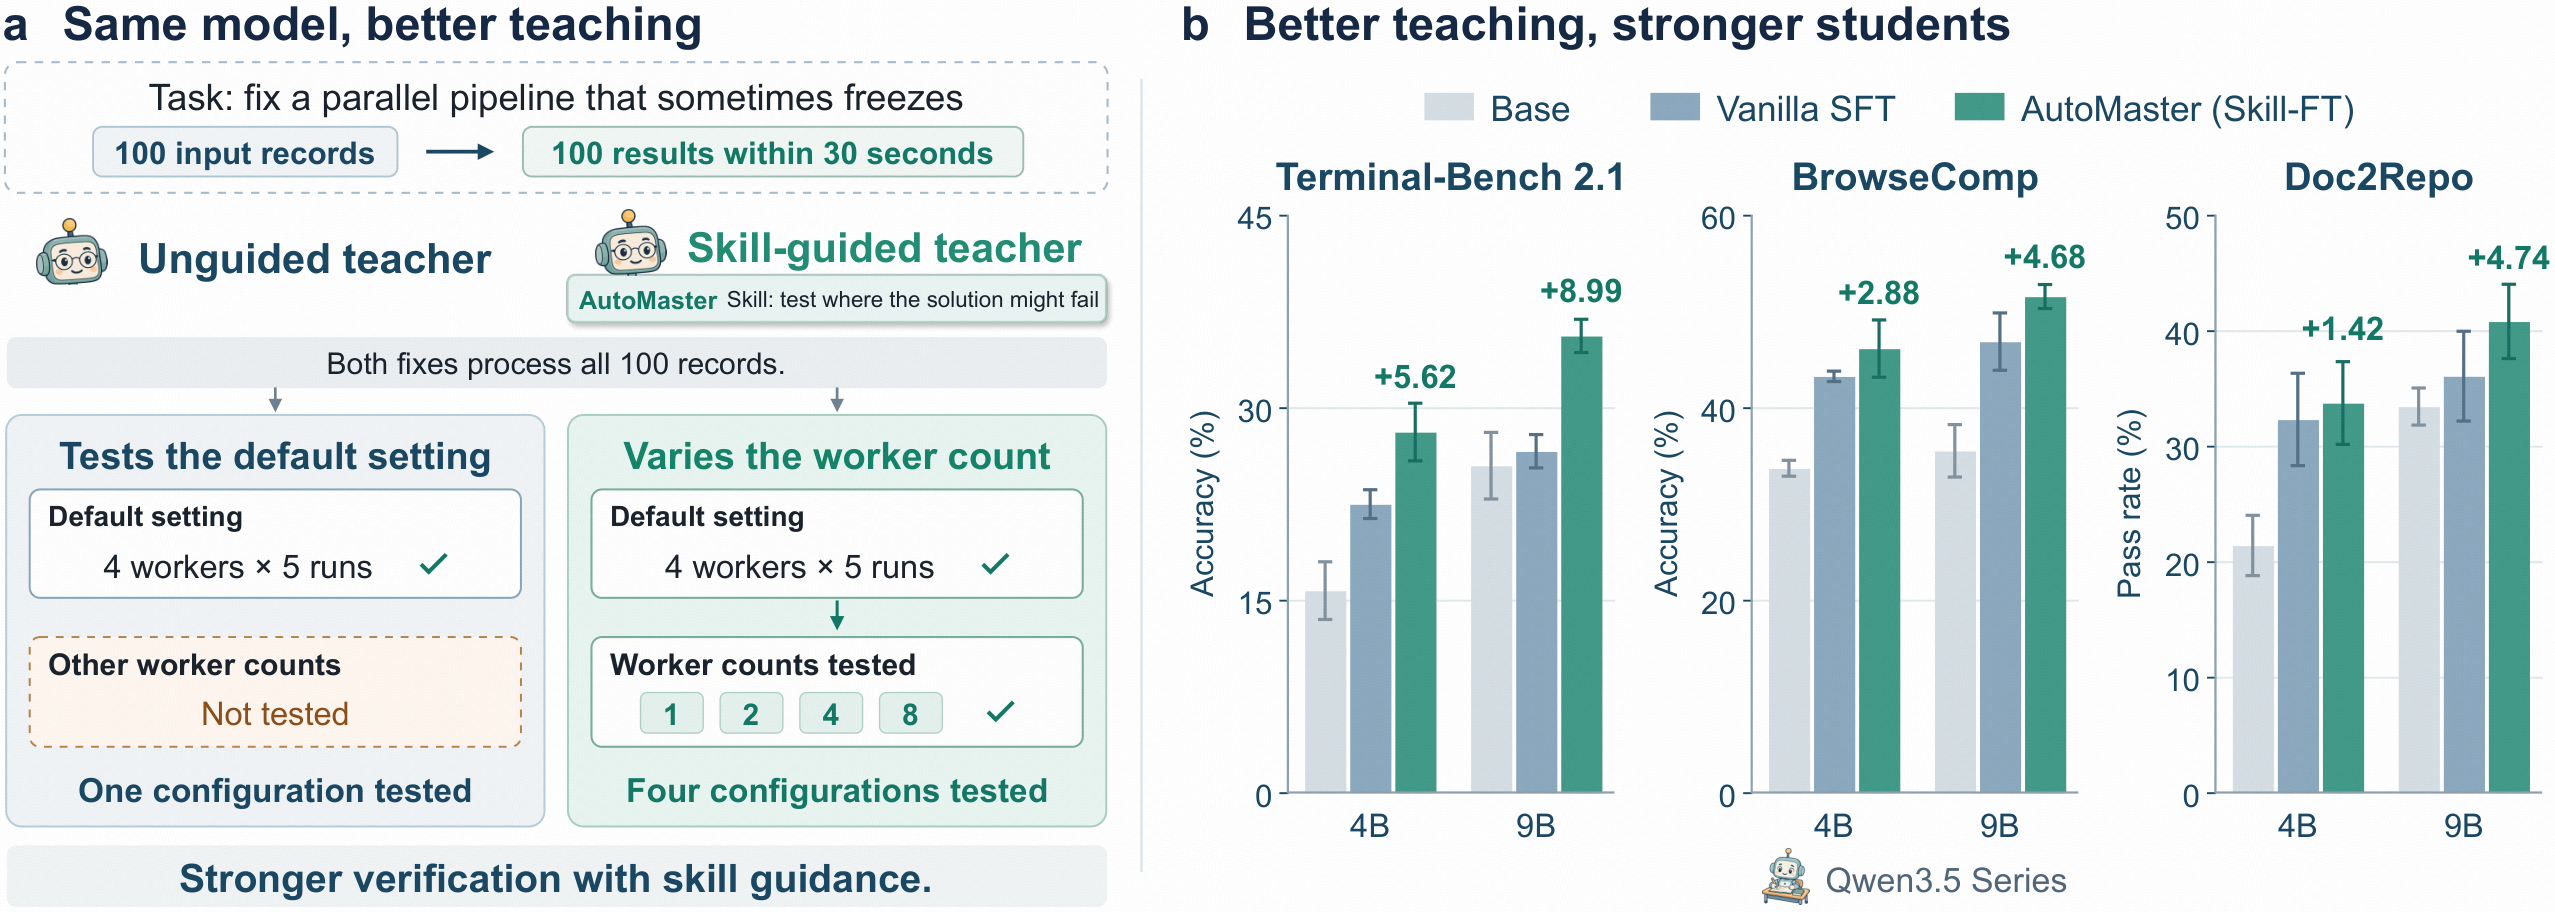 a Same model, better teaching
Task: fix a parallel pipeline that sometimes freezes
100 input records
100 results within 30 seconds
Unguided teacher
Skill-guided teacher
AutoMaster Skill: test where the solution might fail
Both fixes process all 100 records.
Tests the default setting
Default setting
4 workers × 5 runs ✓
Other worker counts
Not tested
One configuration tested
Varies the worker count
Default setting
4 workers × 5 runs ✓
Worker counts tested
1 2 4 8 ✓
Four configurations tested
Stronger verification with skill guidance.
b Better teaching, stronger students
Base Vanilla SFT AutoMaster (Skill-FT)
Terminal-Bench 2.1
Accuracy (%)
45
30
15
0
+5.62
+8.99
4B 9B
BrowseComp
Accuracy (%)
60
40
20
0
+2.88
+4.68
4B 9B
Doc2Repo
Pass rate (%)
50
40
30
20
10
0
+1.42
+4.74
4B 9B
Qwen3.5 Series